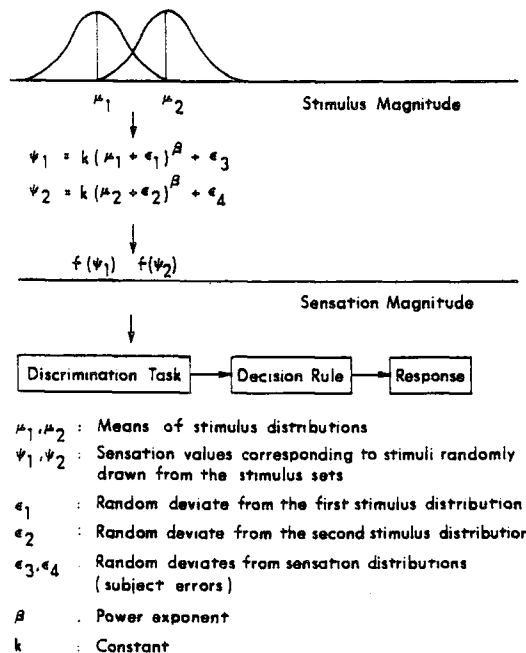 μ1 μ2
Stimulus Magnitude
ψ1 = k(μ1 + ϵ1)^β + ϵ3
ψ2 = k(μ2 + ϵ2)^β + ϵ4
f(ψ1) f(ψ2)
Sensation Magnitude
Discrimination Task Decision Rule Response
μ1,μ2 : Means of stimulus distributions
ψ1,ψ2 : Sensation values corresponding to stimuli randomly
drawn from the stimulus sets
ϵ1 : Random deviate from the first stimulus distribution
ϵ2 : Random deviate from the second stimulus distribution
ϵ3,ϵ4 : Random deviates from sensation distributions
(subject errors)
β . Power exponent
k : Constant